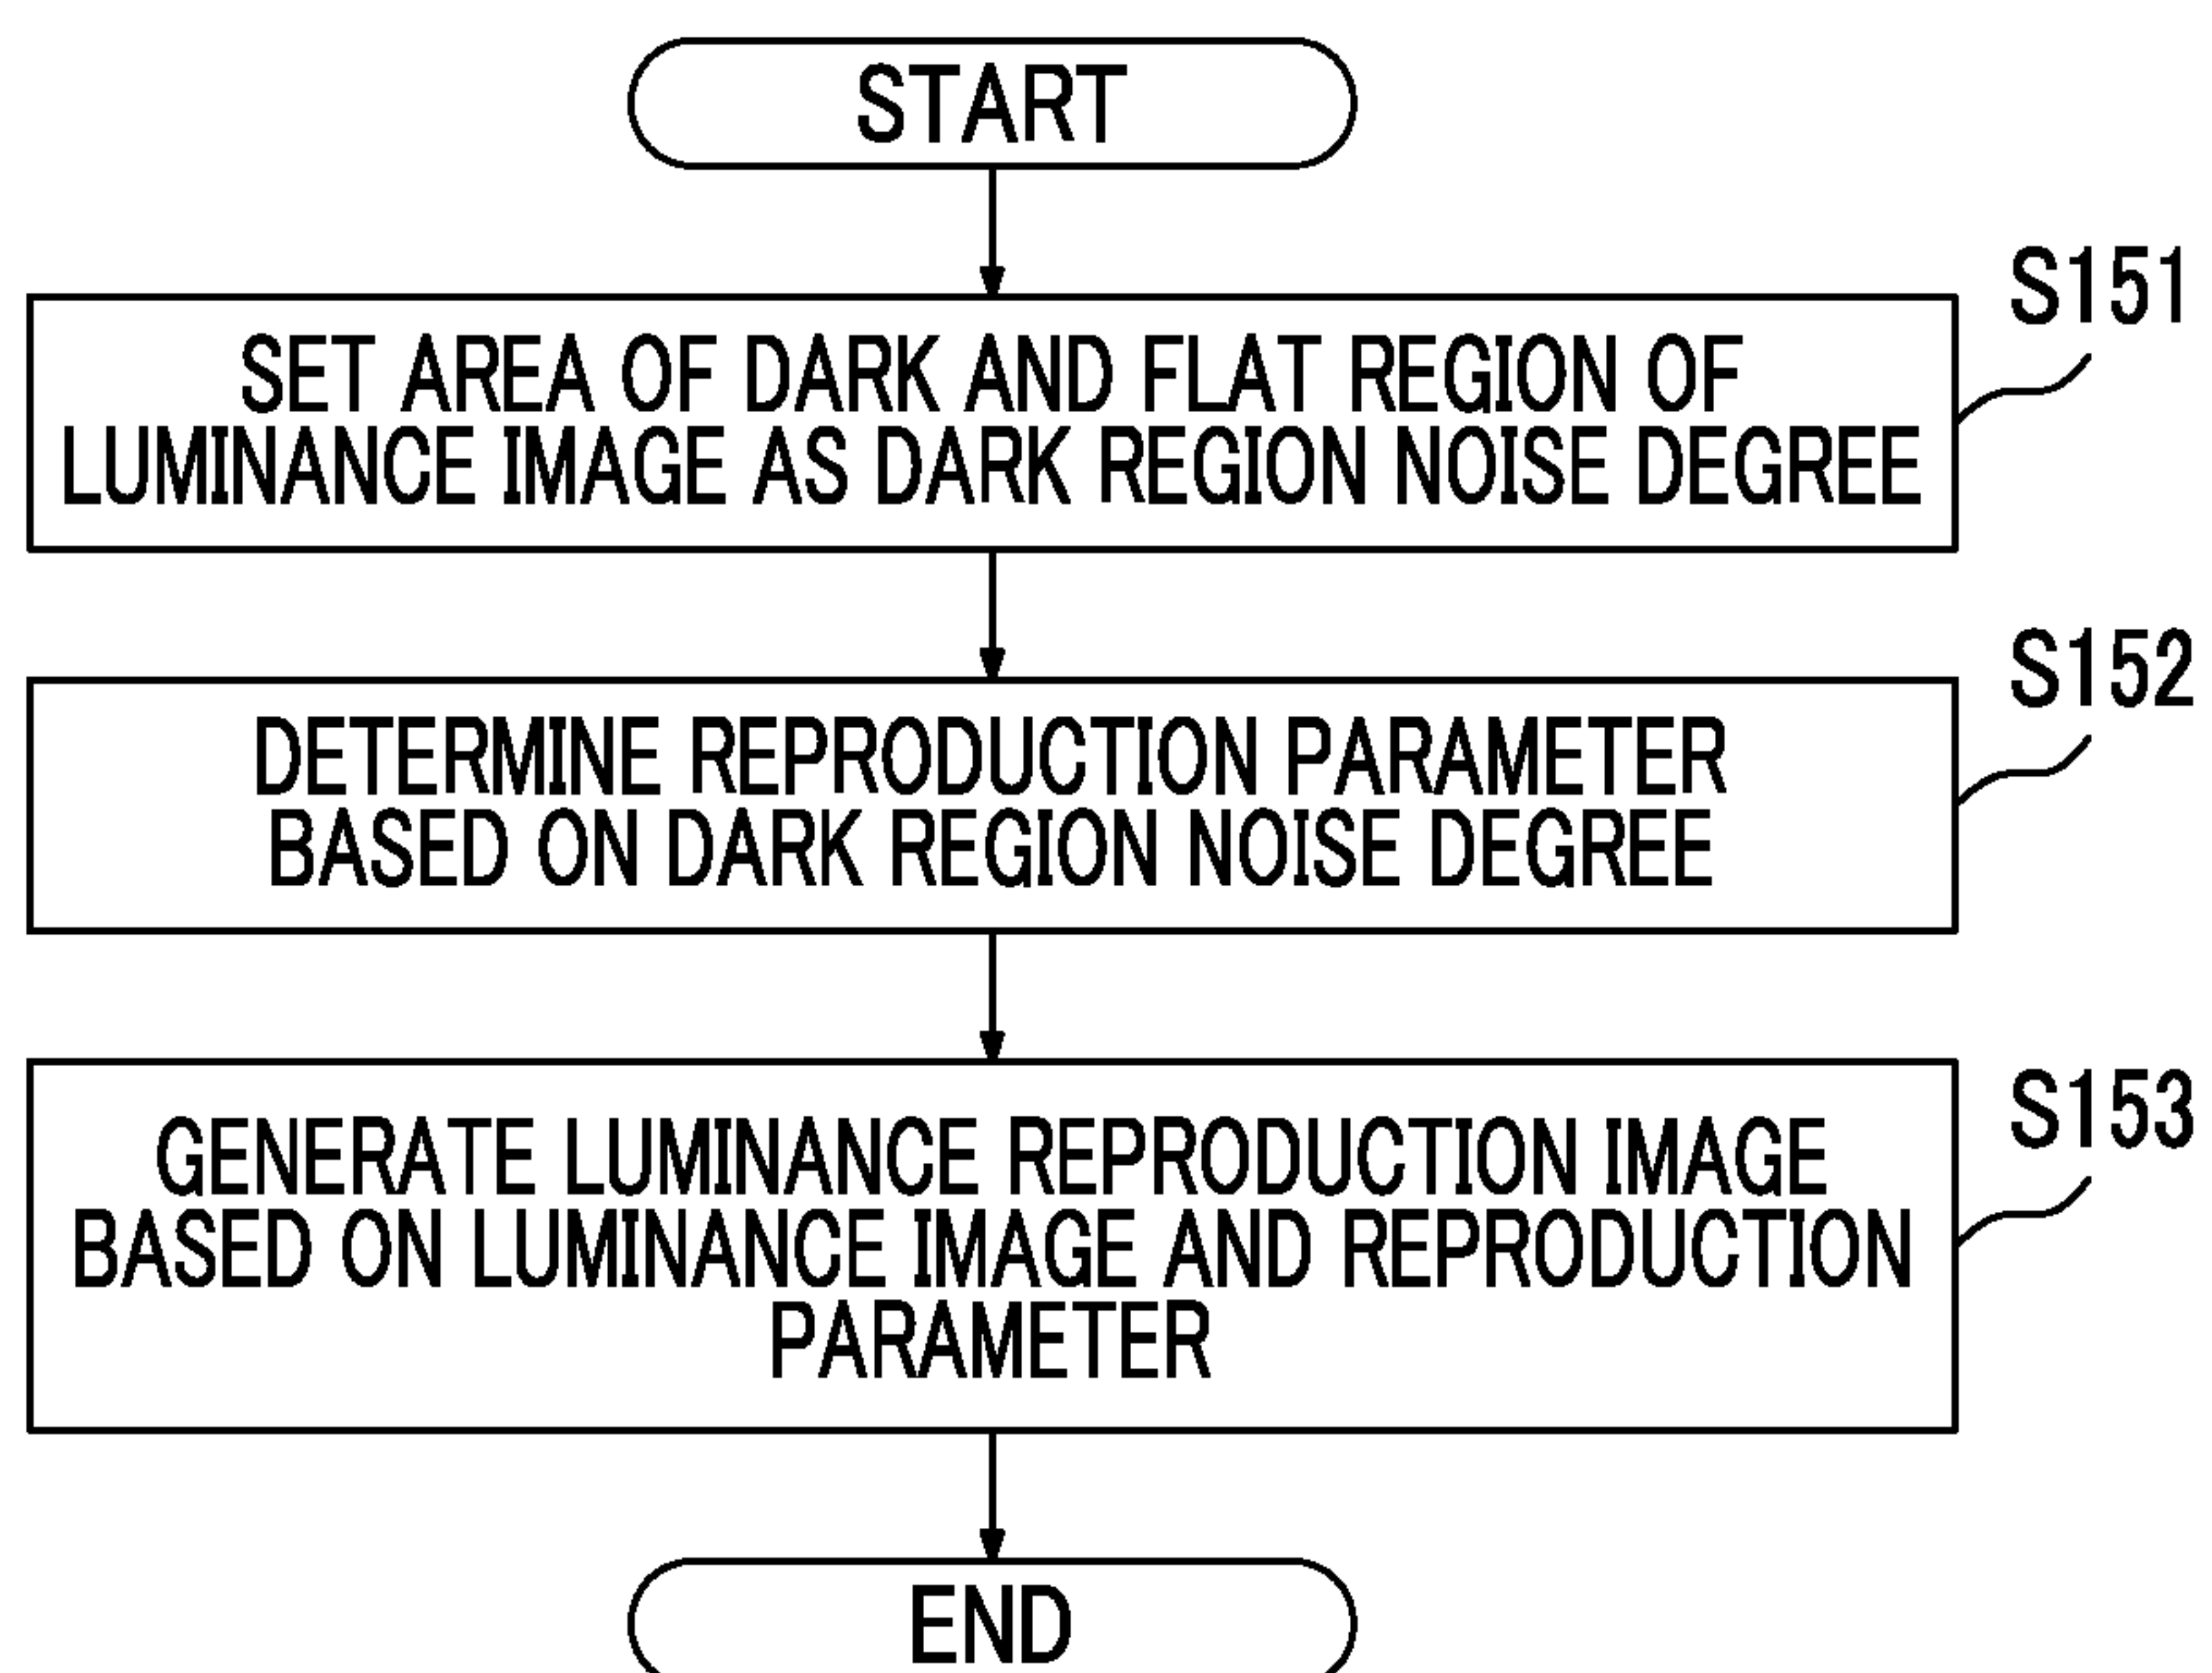 START
S151
SET AREA OF DARK AND FLAT REGION OF
LUMINANCE IMAGE AS DARK REGION NOISE DEGREE
S152
DETERMINE REPRODUCTION PARAMETER
BASED ON DARK REGION NOISE DEGREE
S153
GENERATE LUMINANCE REPRODUCTION IMAGE
BASED ON LUMINANCE IMAGE AND REPRODUCTION
PARAMETER
END